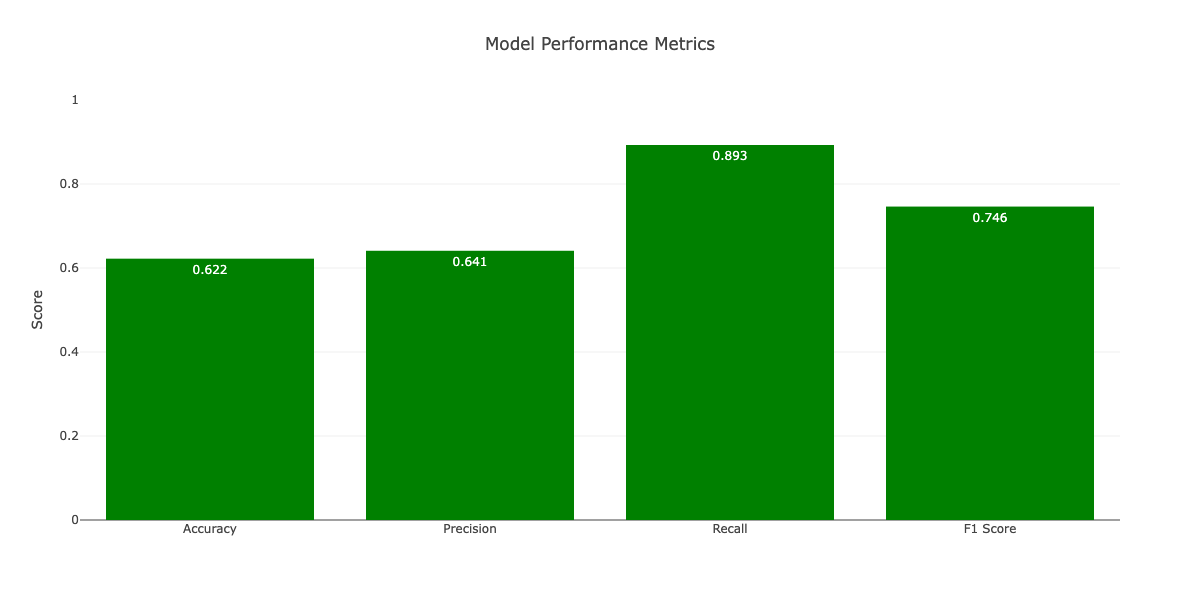 Model Performance Metrics
1
0.8
0.6
0.4
0.2
0
Score
0.622
0.641
0.893
0.746
Accuracy
Precision
Recall
F1 Score